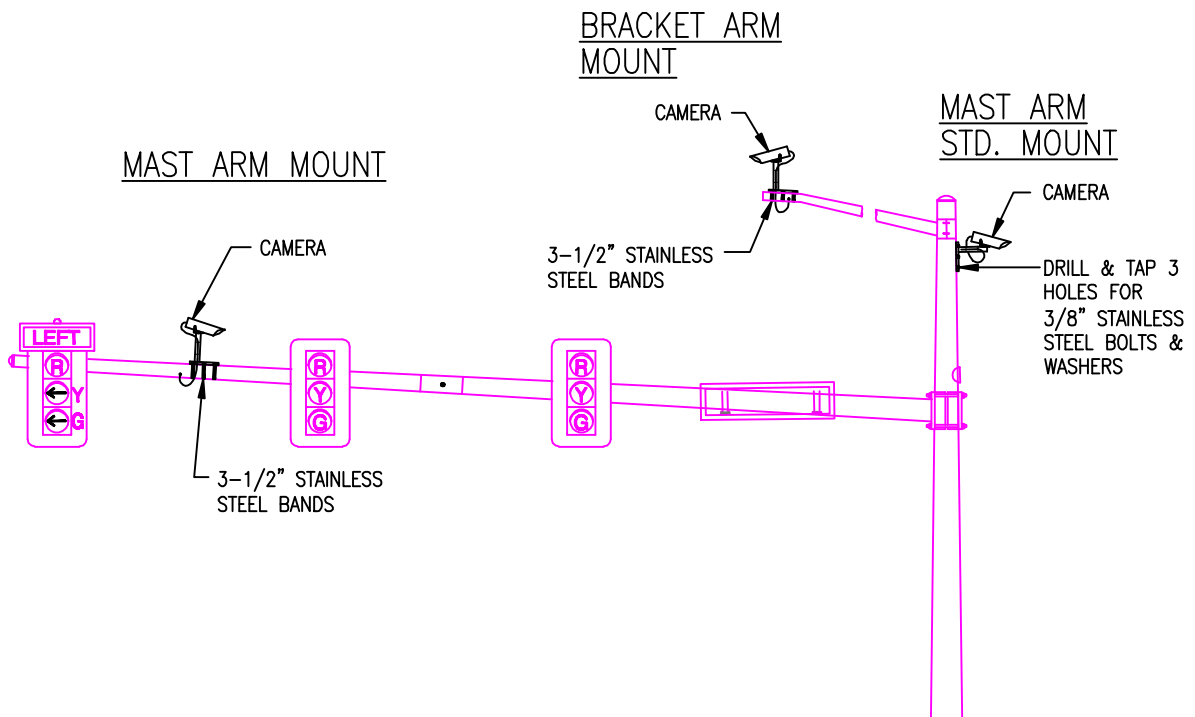 BRACKET ARM
MOUNT
CAMERA
MAST ARM
STD. MOUNT
MAST ARM MOUNT
CAMERA
CAMERA
3-1/2" STAINLESS
STEEL BANDS
DRILL & TAP 3
HOLES FOR
3/8" STAINLESS
STEEL BOLTS &
WASHERS
LEFT
R
Y
G
R
Y
G
R
Y
G
3-1/2" STAINLESS
STEEL BANDS